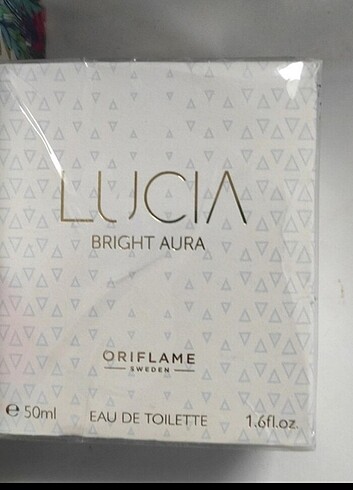 LUCIA
BRIGHT AURA
ORIFLAME
SWEDEN
℮ 50ml EAU DE TOILETTE 1.6fl.oz.